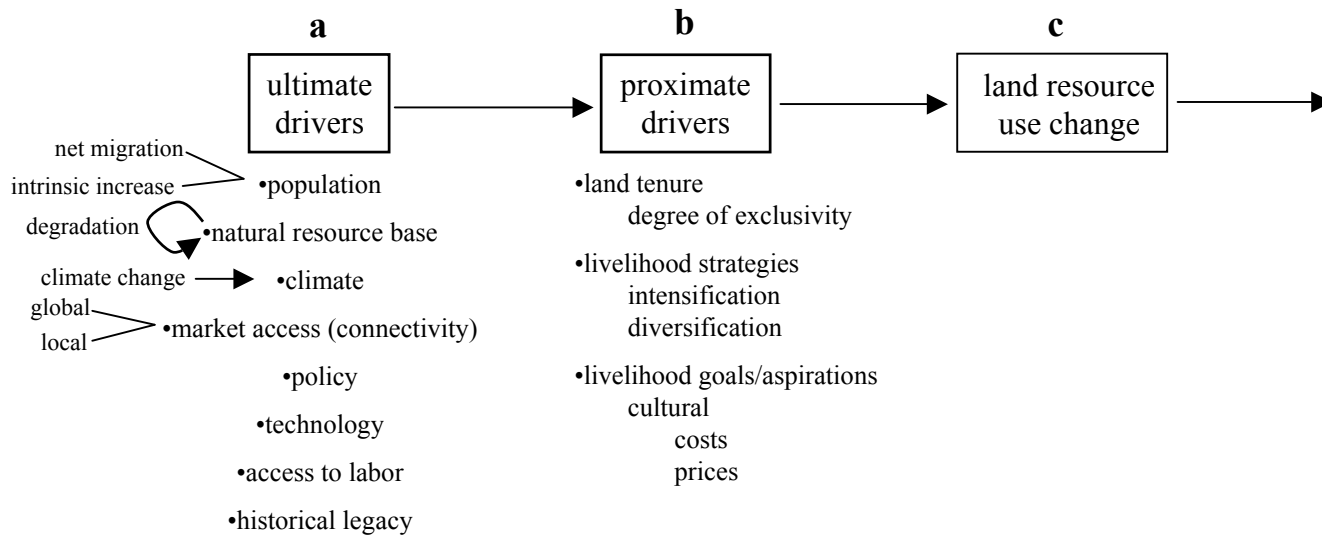 a
b
c
ultimate
drivers
proximate
drivers
land resource
use change
net migration
intrinsic increase
•population
degradation
•natural resource base
climate change
•climate
global
local
•market access (connectivity)
•policy
•technology
•access to labor
•historical legacy
•land tenure
degree of exclusivity
•livelihood strategies
intensification
diversification
•livelihood goals/aspirations
cultural
costs
prices